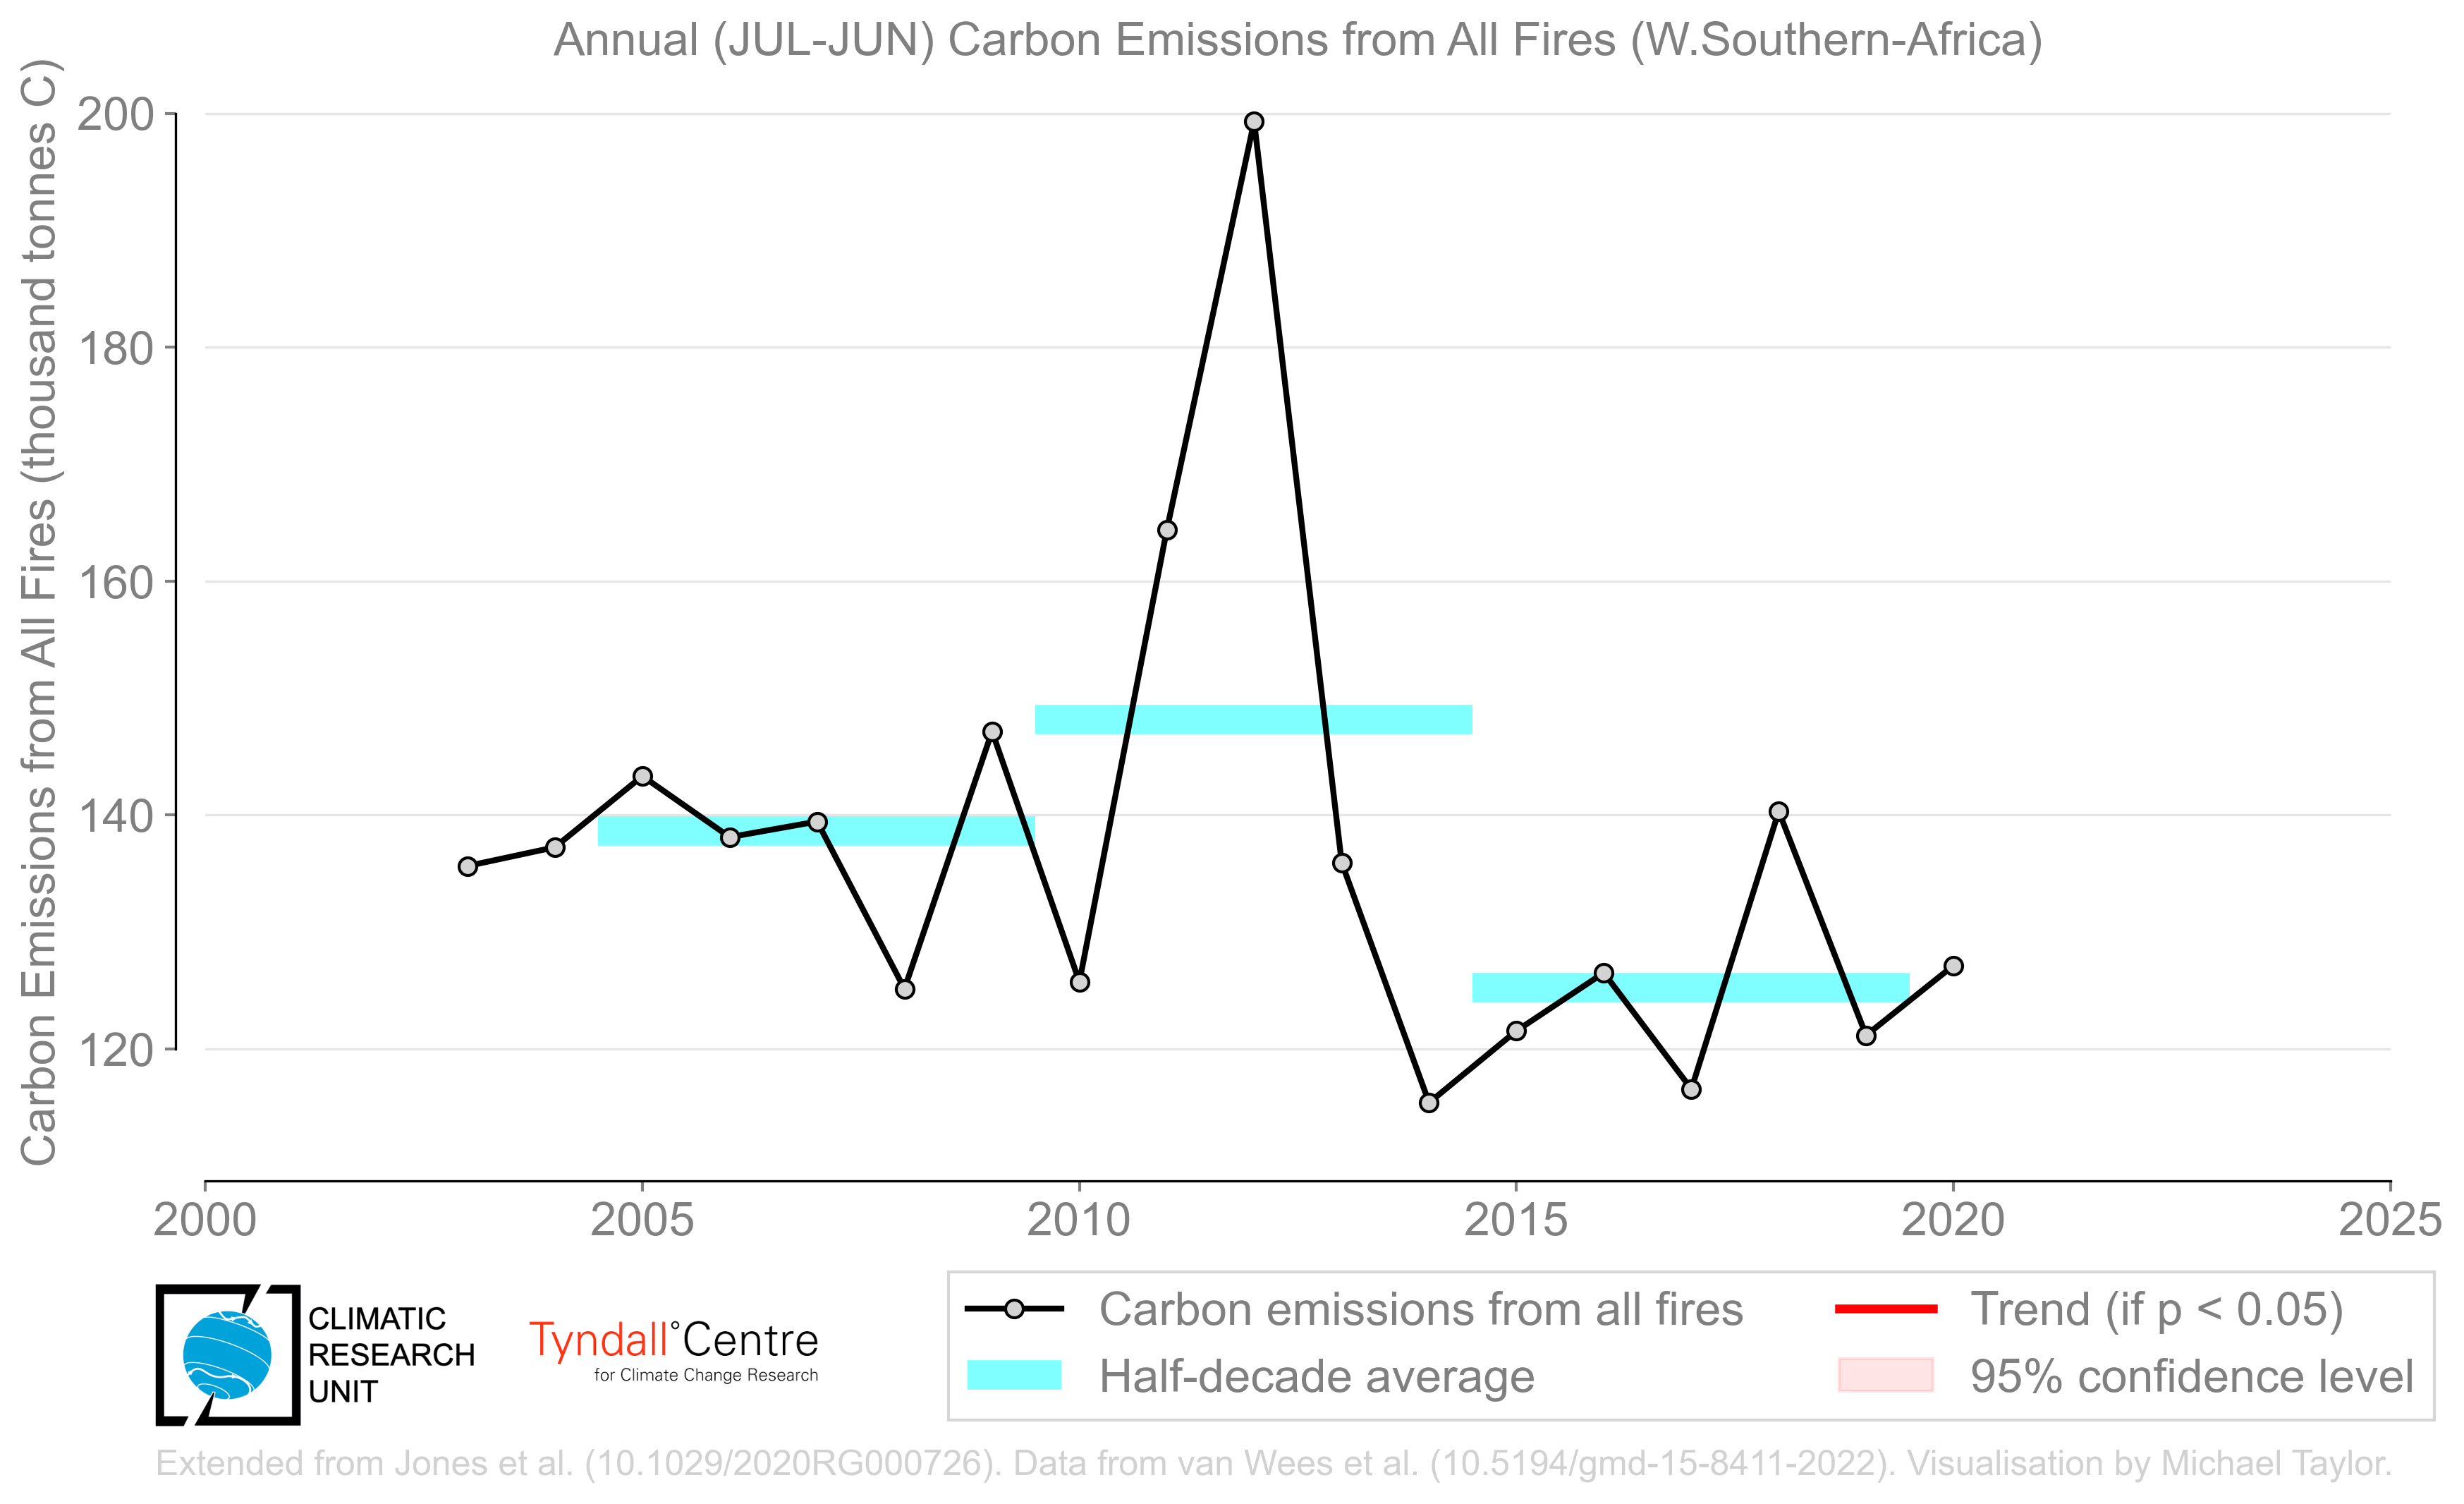 Annual (JUL-JUN) Carbon Emissions from All Fires (W.Southern-Africa)
Carbon Emissions from All Fires (thousand tonnes C)
200
180
160
140
120
2000
2005
2010
2015
2020
2025
CLIMATIC
RESEARCH
UNIT
Tyndall°Centre
for Climate Change Research
Carbon emissions from all fires
Half-decade average
Trend (if p < 0.05)
95% confidence level
Extended from Jones et al. (10.1029/2020RG000726). Data from van Wees et al. (10.5194/gmd-15-8411-2022). Visualisation by Michael Taylor.